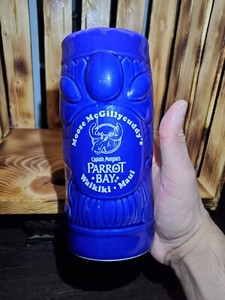 Moose McGillycuddy's
Captain Morgan's
PARROT
• BAY •
Waikiki • Maui